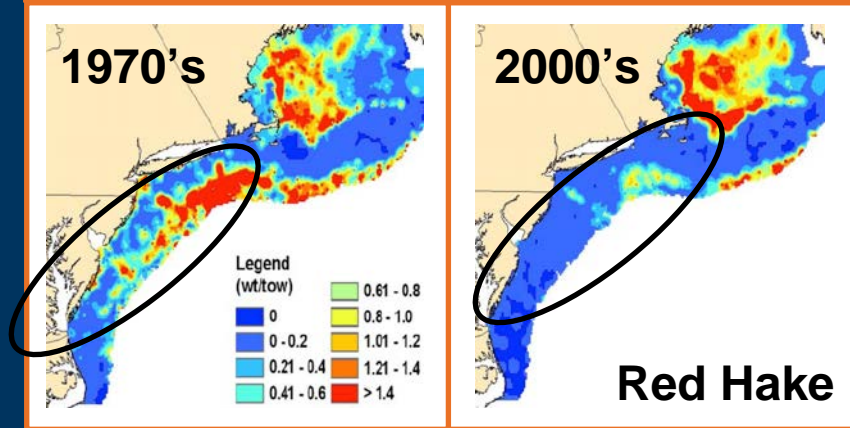 1970’s
2000’s
Legend
(wt/tow)
0
0 - 0.2
0.21 - 0.4
0.41 - 0.6
0.61 - 0.8
0.8 - 1.0
1.01 - 1.2
1.21 - 1.4
> 1.4
Red Hake